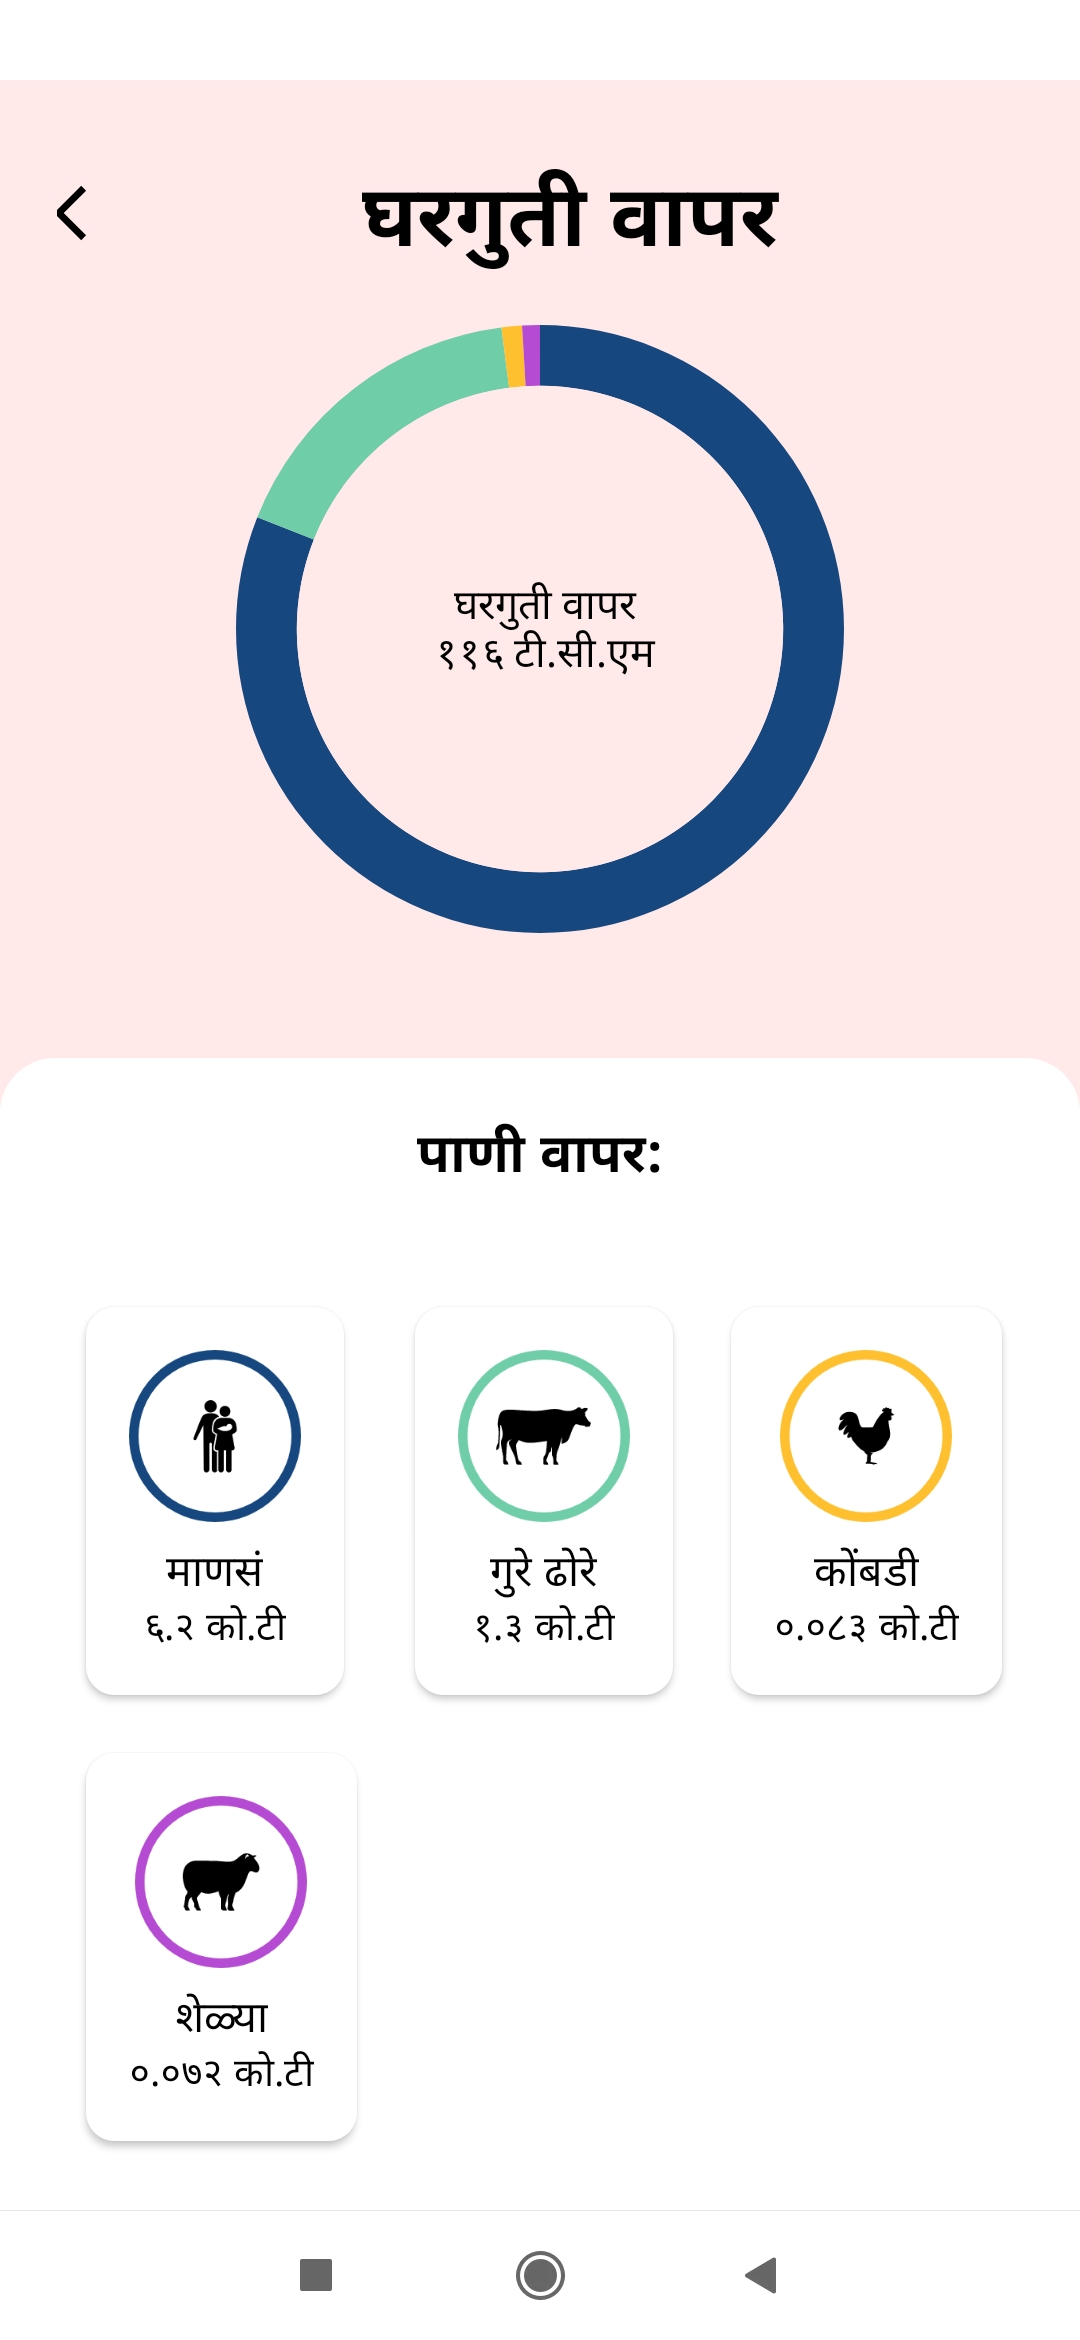 घरगुती वापर
घरगुती वापर
११६ टी.सी.एम
पाणी वापर:
माणसं
६.२ को.टी
गुरे ढोरे
१.३ को.टी
कोंबडी
०.०८३ को.टी
शेळ्या
०.०७२ को.टी